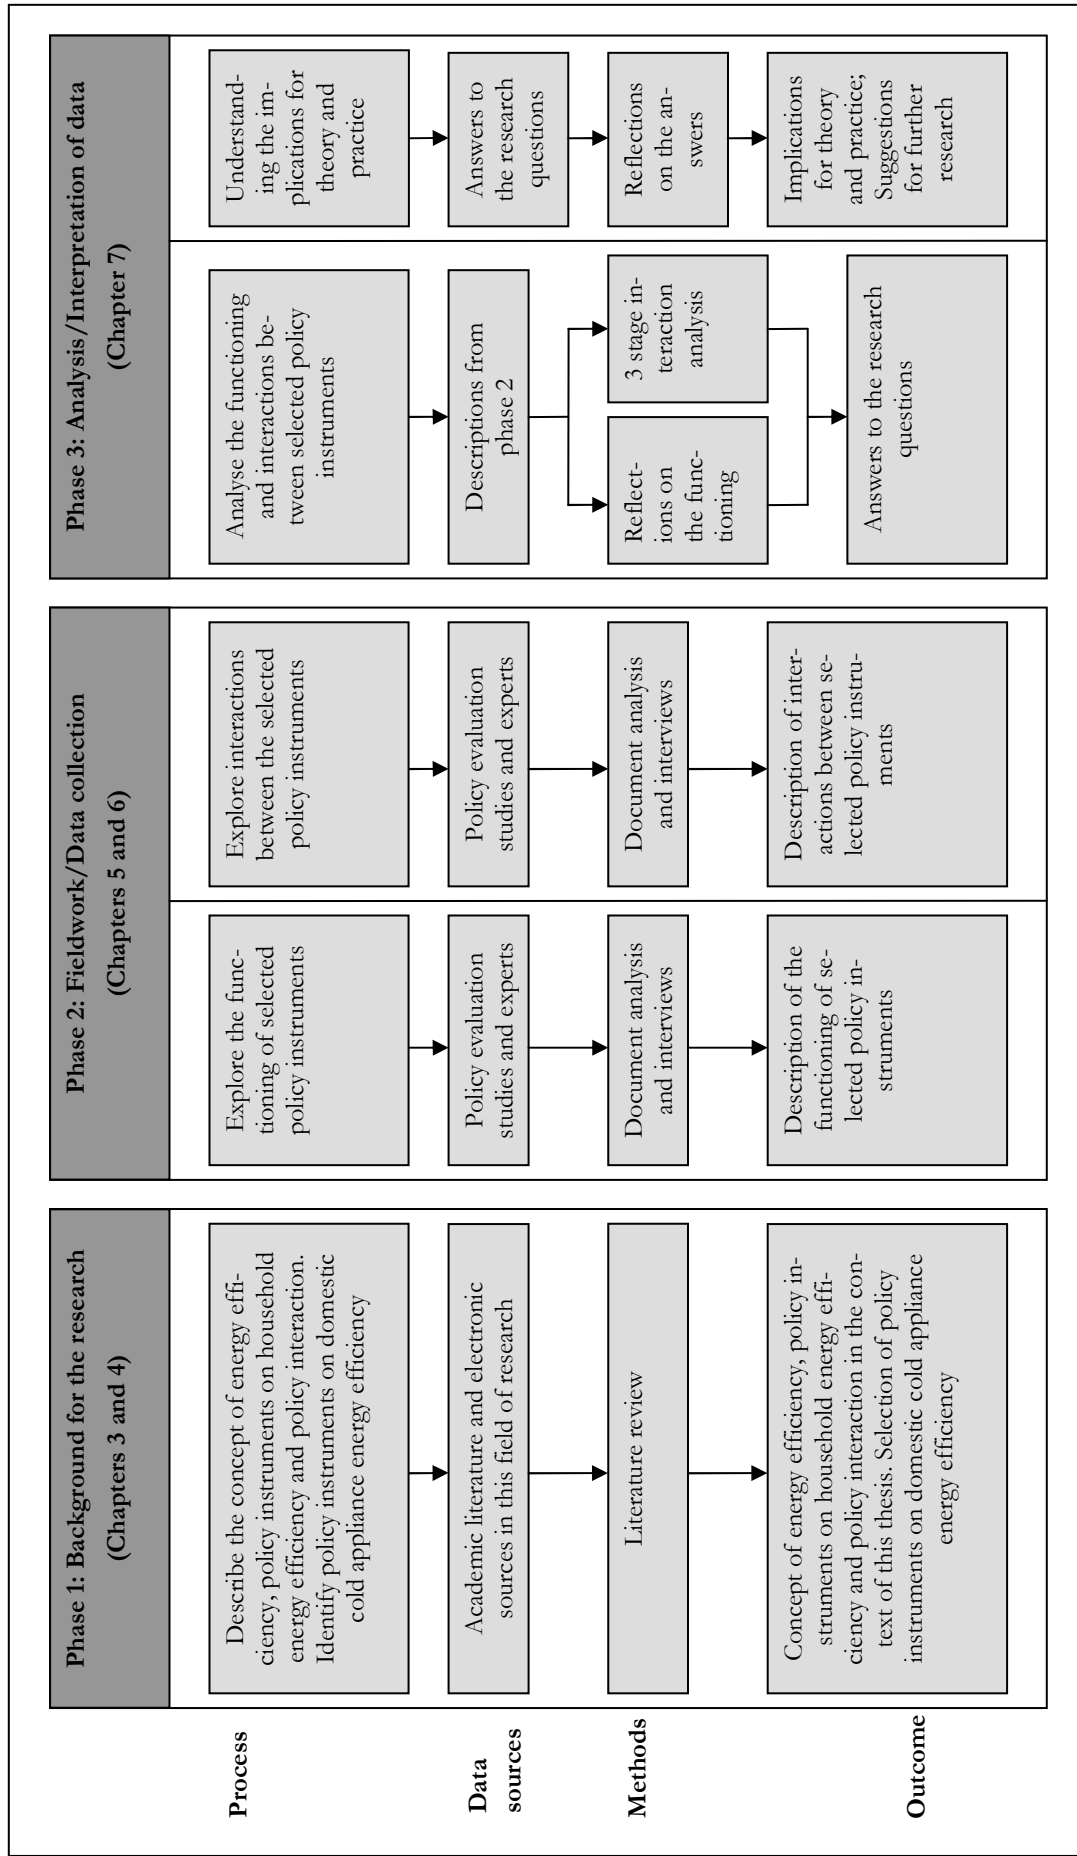 Phase 1: Background for the research
(Chapters 3 and 4)
Phase 2: Fieldwork/Data collection
(Chapters 5 and 6)
Phase 3: Analysis/Interpretation of data
(Chapter 7)
Process
Describe the concept of energy effi-
ciency, policy instruments on household
energy efficiency and policy interaction.
Identify policy instruments on domestic
cold appliance energy efficiency
Explore the func-
tioning of selected
policy instruments
Explore interactions
between the selected
policy instruments
Analyse the functioning
and interactions be-
tween selected policy
instruments
Understand-
ing the im-
plications for
theory and
practice
Data
sources
Academic literature and electronic
sources in this field of research
Policy evaluation
studies and experts
Policy evaluation
studies and experts
Descriptions from
phase 2
Answers to
the research
questions
Methods
Literature review
Document analysis
and interviews
Document analysis
and interviews
Reflect-
ions on
the func-
tioning
3 stage in-
teraction
analysis
Reflections
on the an-
swers
Outcome
Concept of energy efficiency, policy in-
struments on household energy effi-
ciency and policy interaction in the con-
text of this thesis. Selection of policy
instruments on domestic cold appliance
energy efficiency
Description of the
functioning of se-
lected policy in-
struments
Description of inter-
actions between se-
lected policy instru-
ments
Answers to the research
questions
Implications
for theory
and practice;
Suggestions
for further
research